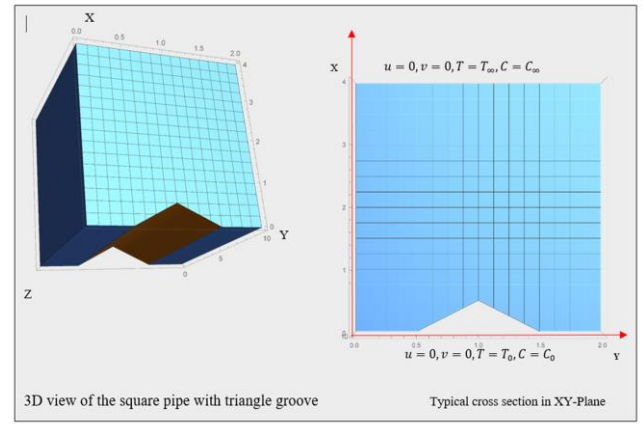 X
0.0
0.5
1.0
1.5
2.0
4
3
2
1
0
Y
10
5
0
Z
X
u = 0, v = 0, T = T∞, C = C∞
4
3
2
1
0
0.0
0.5
1.0
1.5
2.0
Y
u = 0, v = 0, T = T₀, C = C₀
3D view of the square pipe with triangle groove
Typical cross section in XY-Plane